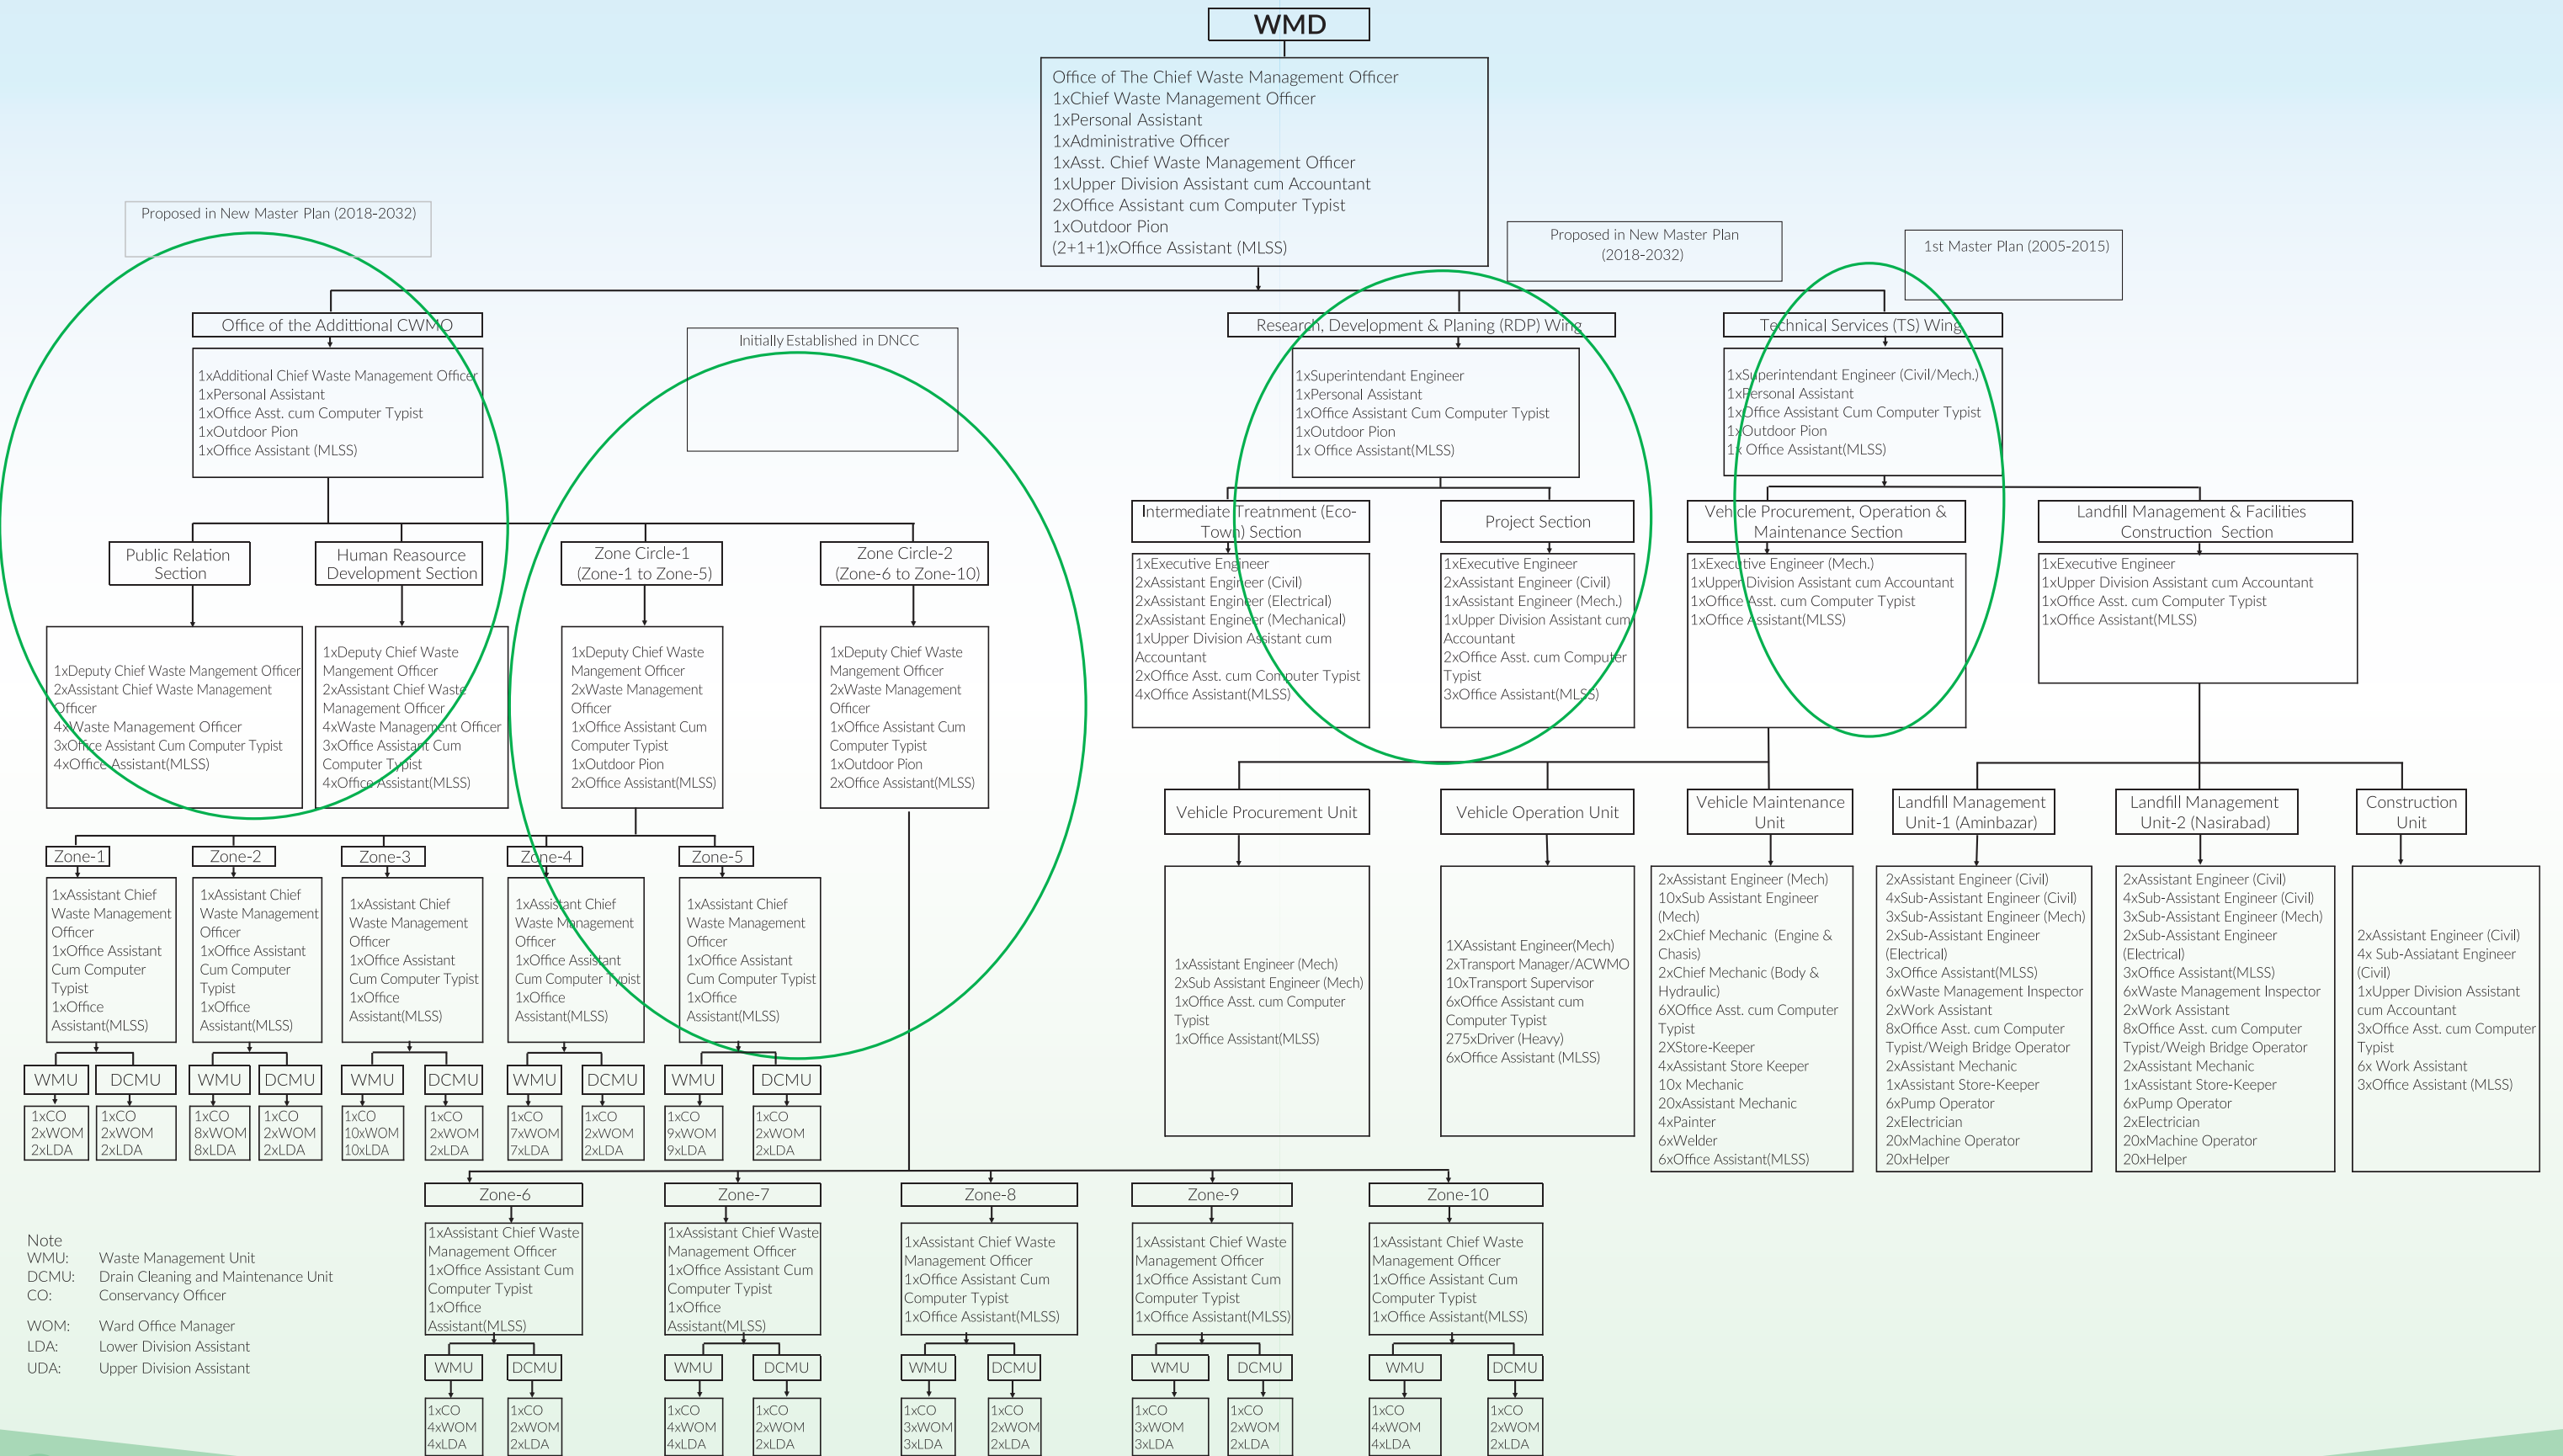 WMD
Office of The Chief Waste Management Officer
1xChief Waste Management Officer
1xPersonal Assistant
1xAdministrative Officer
1xAsst. Chief Waste Management Officer
1xUpper Division Assistant cum Accountant
2xOffice Assistant cum Computer Typist
1xOutdoor Pion
(2+1+1)xOffice Assistant (MLSS)
Proposed in New Master Plan (2018-2032)
Proposed in New Master Plan
(2018-2032)
1st Master Plan (2005-2015)
Initially Established in DNCC
Office of the Addittional CWMO
1xAdditional Chief Waste Management Officer
1xPersonal Assistant
1xOffice Asst. cum Computer Typist
1xOutdoor Pion
1xOffice Assistant (MLSS)
Research, Development & Planing (RDP) Wing
1xSuperintendant Engineer
1xPersonal Assistant
1xOffice Assistant Cum Computer Typist
1xOutdoor Pion
1x Office Assistant(MLSS)
Technical Services (TS) Wing
1xSuperintendant Engineer (Civil/Mech.)
1xPersonal Assistant
1xOffice Assistant Cum Computer Typist
1xOutdoor Pion
1x Office Assistant(MLSS)
Public Relation
Section
1xDeputy Chief Waste Mangement Officer
2xAssistant Chief Waste Management
Officer
4xWaste Management Officer
3xOffice Assistant Cum Computer Typist
4xOffice Assistant(MLSS)
Human Reasource
Development Section
1xDeputy Chief Waste
Mangement Officer
2xAssistant Chief Waste
Management Officer
4xWaste Management Officer
3xOffice Assistant Cum
Computer Typist
4xOffice Assistant(MLSS)
Zone Circle-1
(Zone-1 to Zone-5)
1xDeputy Chief Waste
Mangement Officer
2xWaste Management
Officer
1xOffice Assistant Cum
Computer Typist
1xOutdoor Pion
2xOffice Assistant(MLSS)
Zone Circle-2
(Zone-6 to Zone-10)
1xDeputy Chief Waste
Mangement Officer
2xWaste Management
Officer
1xOffice Assistant Cum
Computer Typist
1xOutdoor Pion
2xOffice Assistant(MLSS)
Intermediate Treatnment (Eco-
Town) Section
1xExecutive Engineer
2xAssistant Engineer (Civil)
2xAssistant Engineer (Electrical)
2xAssistant Engineer (Mechanical)
1xUpper Division Assistant cum
Accountant
2xOffice Asst. cum Computer Typist
4xOffice Assistant(MLSS)
Project Section
1xExecutive Engineer
2xAssistant Engineer (Civil)
1xAssistant Engineer (Mech.)
1xUpper Division Assistant cum
Accountant
2xOffice Asst. cum Computer
Typist
3xOffice Assistant(MLSS)
Vehicle Procurement, Operation &
Maintenance Section
1xExecutive Engineer (Mech.)
1xUpper Division Assistant cum Accountant
1xOffice Asst. cum Computer Typist
1xOffice Assistant(MLSS)
Landfill Management & Facilities
Construction Section
1xExecutive Engineer
1xUpper Division Assistant cum Accountant
1xOffice Asst. cum Computer Typist
1xOffice Assistant(MLSS)
Vehicle Procurement Unit
1xAssistant Engineer (Mech)
2xSub Assistant Engineer (Mech)
1xOffice Asst. cum Computer
Typist
1xOffice Assistant(MLSS)
Vehicle Operation Unit
1XAssistant Engineer(Mech)
2xTransport Manager/ACWMO
10xTransport Supervisor
6xOffice Assistant cum
Computer Typist
275xDriver (Heavy)
6xOffice Assistant (MLSS)
Vehicle Maintenance
Unit
2xAssistant Engineer (Mech)
10xSub Assistant Engineer
(Mech)
2xChief Mechanic (Engine &
Chasis)
2xChief Mechanic (Body &
Hydraulic)
6XOffice Asst. cum Computer
Typist
2XStore-Keeper
4xAssistant Store Keeper
10x Mechanic
20xAssistant Mechanic
4xPainter
6xWelder
6xOffice Assistant(MLSS)
Landfill Management
Unit-1 (Aminbazar)
2xAssistant Engineer (Civil)
4xSub-Assistant Engineer (Civil)
3xSub-Assistant Engineer (Mech)
2xSub-Assistant Engineer
(Electrical)
3xOffice Assistant(MLSS)
6xWaste Management Inspector
2xWork Assistant
8xOffice Asst. cum Computer
Typist/Weigh Bridge Operator
2xAssistant Mechanic
1xAssistant Store-Keeper
6xPump Operator
2xElectrician
20xMachine Operator
20xHelper
Landfill Management
Unit-2 (Nasirabad)
2xAssistant Engineer (Civil)
4xSub-Assistant Engineer (Civil)
3xSub-Assistant Engineer (Mech)
2xSub-Assistant Engineer
(Electrical)
3xOffice Assistant(MLSS)
6xWaste Management Inspector
2xWork Assistant
8xOffice Asst. cum Computer
Typist/Weigh Bridge Operator
2xAssistant Mechanic
1xAssistant Store-Keeper
6xPump Operator
2xElectrician
20xMachine Operator
20xHelper
Construction
Unit
2xAssistant Engineer (Civil)
4x Sub-Assistant Engineer
(Civil)
1xUpper Division Assistant
cum Accountant
3xOffice Asst. cum Computer
Typist
6x Work Assistant
3xOffice Assistant (MLSS)
Zone-1
1xAssistant Chief
Waste Management
Officer
1xOffice Assistant
Cum Computer
Typist
1xOffice
Assistant(MLSS)
WMU
1xCO
2xWOM
2xLDA
DCMU
1xCO
2xWOM
2xLDA
Zone-2
1xAssistant Chief
Waste Management
Officer
1xOffice Assistant
Cum Computer
Typist
1xOffice
Assistant(MLSS)
WMU
1xCO
8xWOM
8xLDA
DCMU
1xCO
2xWOM
2xLDA
Zone-3
1xAssistant Chief
Waste Management
Officer
1xOffice Assistant
Cum Computer Typist
1xOffice
Assistant(MLSS)
WMU
1xCO
10xWOM
10xLDA
DCMU
1xCO
2xWOM
2xLDA
Zone-4
1xAssistant Chief
Waste Management
Officer
1xOffice Assistant
Cum Computer Typist
1xOffice
Assistant(MLSS)
WMU
1xCO
7xWOM
7xLDA
DCMU
1xCO
2xWOM
2xLDA
Zone-5
1xAssistant Chief
Waste Management
Officer
1xOffice Assistant
Cum Computer Typist
1xOffice
Assistant(MLSS)
WMU
1xCO
9xWOM
9xLDA
DCMU
1xCO
2xWOM
2xLDA
Zone-6
1xAssistant Chief Waste
Management Officer
1xOffice Assistant Cum
Computer Typist
1xOffice
Assistant(MLSS)
WMU
1xCO
4xWOM
4xLDA
DCMU
1xCO
2xWOM
2xLDA
Zone-7
1xAssistant Chief Waste
Management Officer
1xOffice Assistant Cum
Computer Typist
1xOffice
Assistant(MLSS)
WMU
1xCO
4xWOM
4xLDA
DCMU
1xCO
2xWOM
2xLDA
Zone-8
1xAssistant Chief Waste
Management Officer
1xOffice Assistant Cum
Computer Typist
1xOffice Assistant(MLSS)
WMU
1xCO
3xWOM
3xLDA
DCMU
1xCO
2xWOM
2xLDA
Zone-9
1xAssistant Chief Waste
Management Officer
1xOffice Assistant Cum
Computer Typist
1xOffice Assistant(MLSS)
WMU
1xCO
3xWOM
3xLDA
DCMU
1xCO
2xWOM
2xLDA
Zone-10
1xAssistant Chief Waste
Management Officer
1xOffice Assistant Cum
Computer Typist
1xOffice Assistant(MLSS)
WMU
1xCO
4xWOM
4xLDA
DCMU
1xCO
2xWOM
2xLDA
Note
WMU: Waste Management Unit
DCMU: Drain Cleaning and Maintenance Unit
CO: Conservancy Officer
WOM: Ward Office Manager
LDA: Lower Division Assistant
UDA: Upper Division Assistant